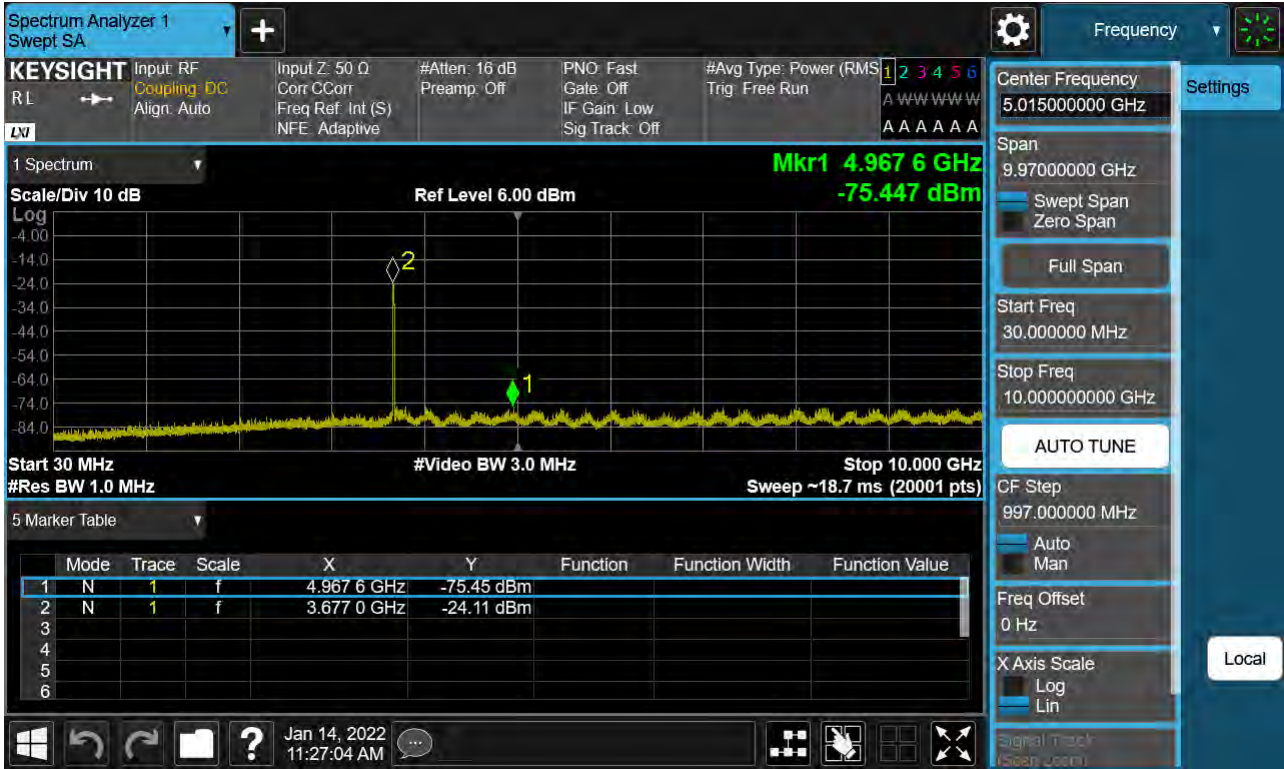 Spectrum Analyzer 1
Swept SA
+
Frequency
KEYSIGHT
RL
LXI
Input: RF
Coupling: DC
Align: Auto
Input Z: 50 Ω
Corr CCorr
Freq Ref: Int (S)
NFE: Adaptive
#Atten: 16 dB
Preamp: Off
PNO: Fast
Gate: Off
IF Gain: Low
Sig Track: Off
#Avg Type: Power (RMS
Trig: Free Run
1 2 3 4 5 6
A W W W W W
A A A A A A
1 Spectrum
Mkr1 4.967 6 GHz
-75.447 dBm
Scale/Div 10 dB
Ref Level 6.00 dBm
Log
-4.00
-14.0
-24.0
-34.0
-44.0
-54.0
-64.0
-74.0
-84.0
2
1
Start 30 MHz
#Video BW 3.0 MHz
Stop 10.000 GHz
#Res BW 1.0 MHz
Sweep ~18.7 ms (20001 pts)
5 Marker Table
Mode Trace Scale X Y Function Function Width Function Value
1 N 1 f 4.967 6 GHz -75.45 dBm
2 N 1 f 3.677 0 GHz -24.11 dBm
3
4
5
6
Jan 14, 2022
11:27:04 AM
?
Center Frequency
5.015000000 GHz
Settings
Span
9.97000000 GHz
Swept Span
Zero Span
Full Span
Start Freq
30.000000 MHz
Stop Freq
10.000000000 GHz
AUTO TUNE
CF Step
997.000000 MHz
Auto
Man
Freq Offset
0 Hz
X Axis Scale
Log
Lin
Local
Signal Track
(Span Zoom)